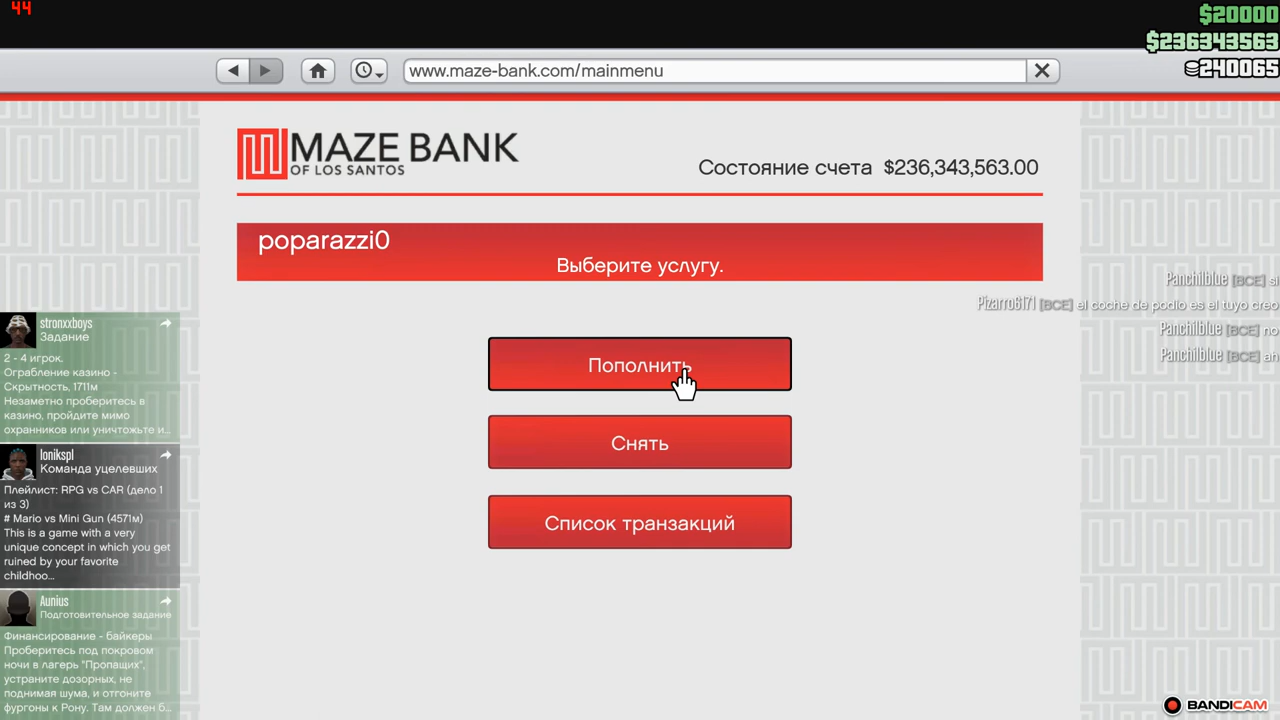 44
$20000
$236343563
240065
www.maze-bank.com/mainmenu
MAZE BANK
OF LOS SANTOS
Состояние счета $236,343,563.00
poparazzi0
Выберите услугу.
Пополнить
Снять
Список транзакций
Panchilblue [ВСЕ] si
Pizarro6171 [ВСЕ] el coche de podio es el tuyo creo
Panchilblue [ВСЕ] no
Panchilblue [ВСЕ] ah
stronxxboys
Задание
2 - 4 игрок.
Ограбление казино -
Скрытность, 1711м
Незаметно проберитесь в
казино, пройдите мимо
охранников или уничтожьте и...
lonikspl
Команда уцелевших
Плейлист: RPG vs CAR (дело 1
из 3)
# Mario vs Mini Gun (4571м)
This is a game with a very
unique concept in which you get
ruined by your favorite
childhoo...
Aunius
Подготовительное задание
Финансирование - байкеры
Проберитесь под покровом
ночи в лагерь "Пропащих",
устраните дозорных, не
поднимая шума, и отгоните
фургоны к Рону. Там должен б...
BANDICAM